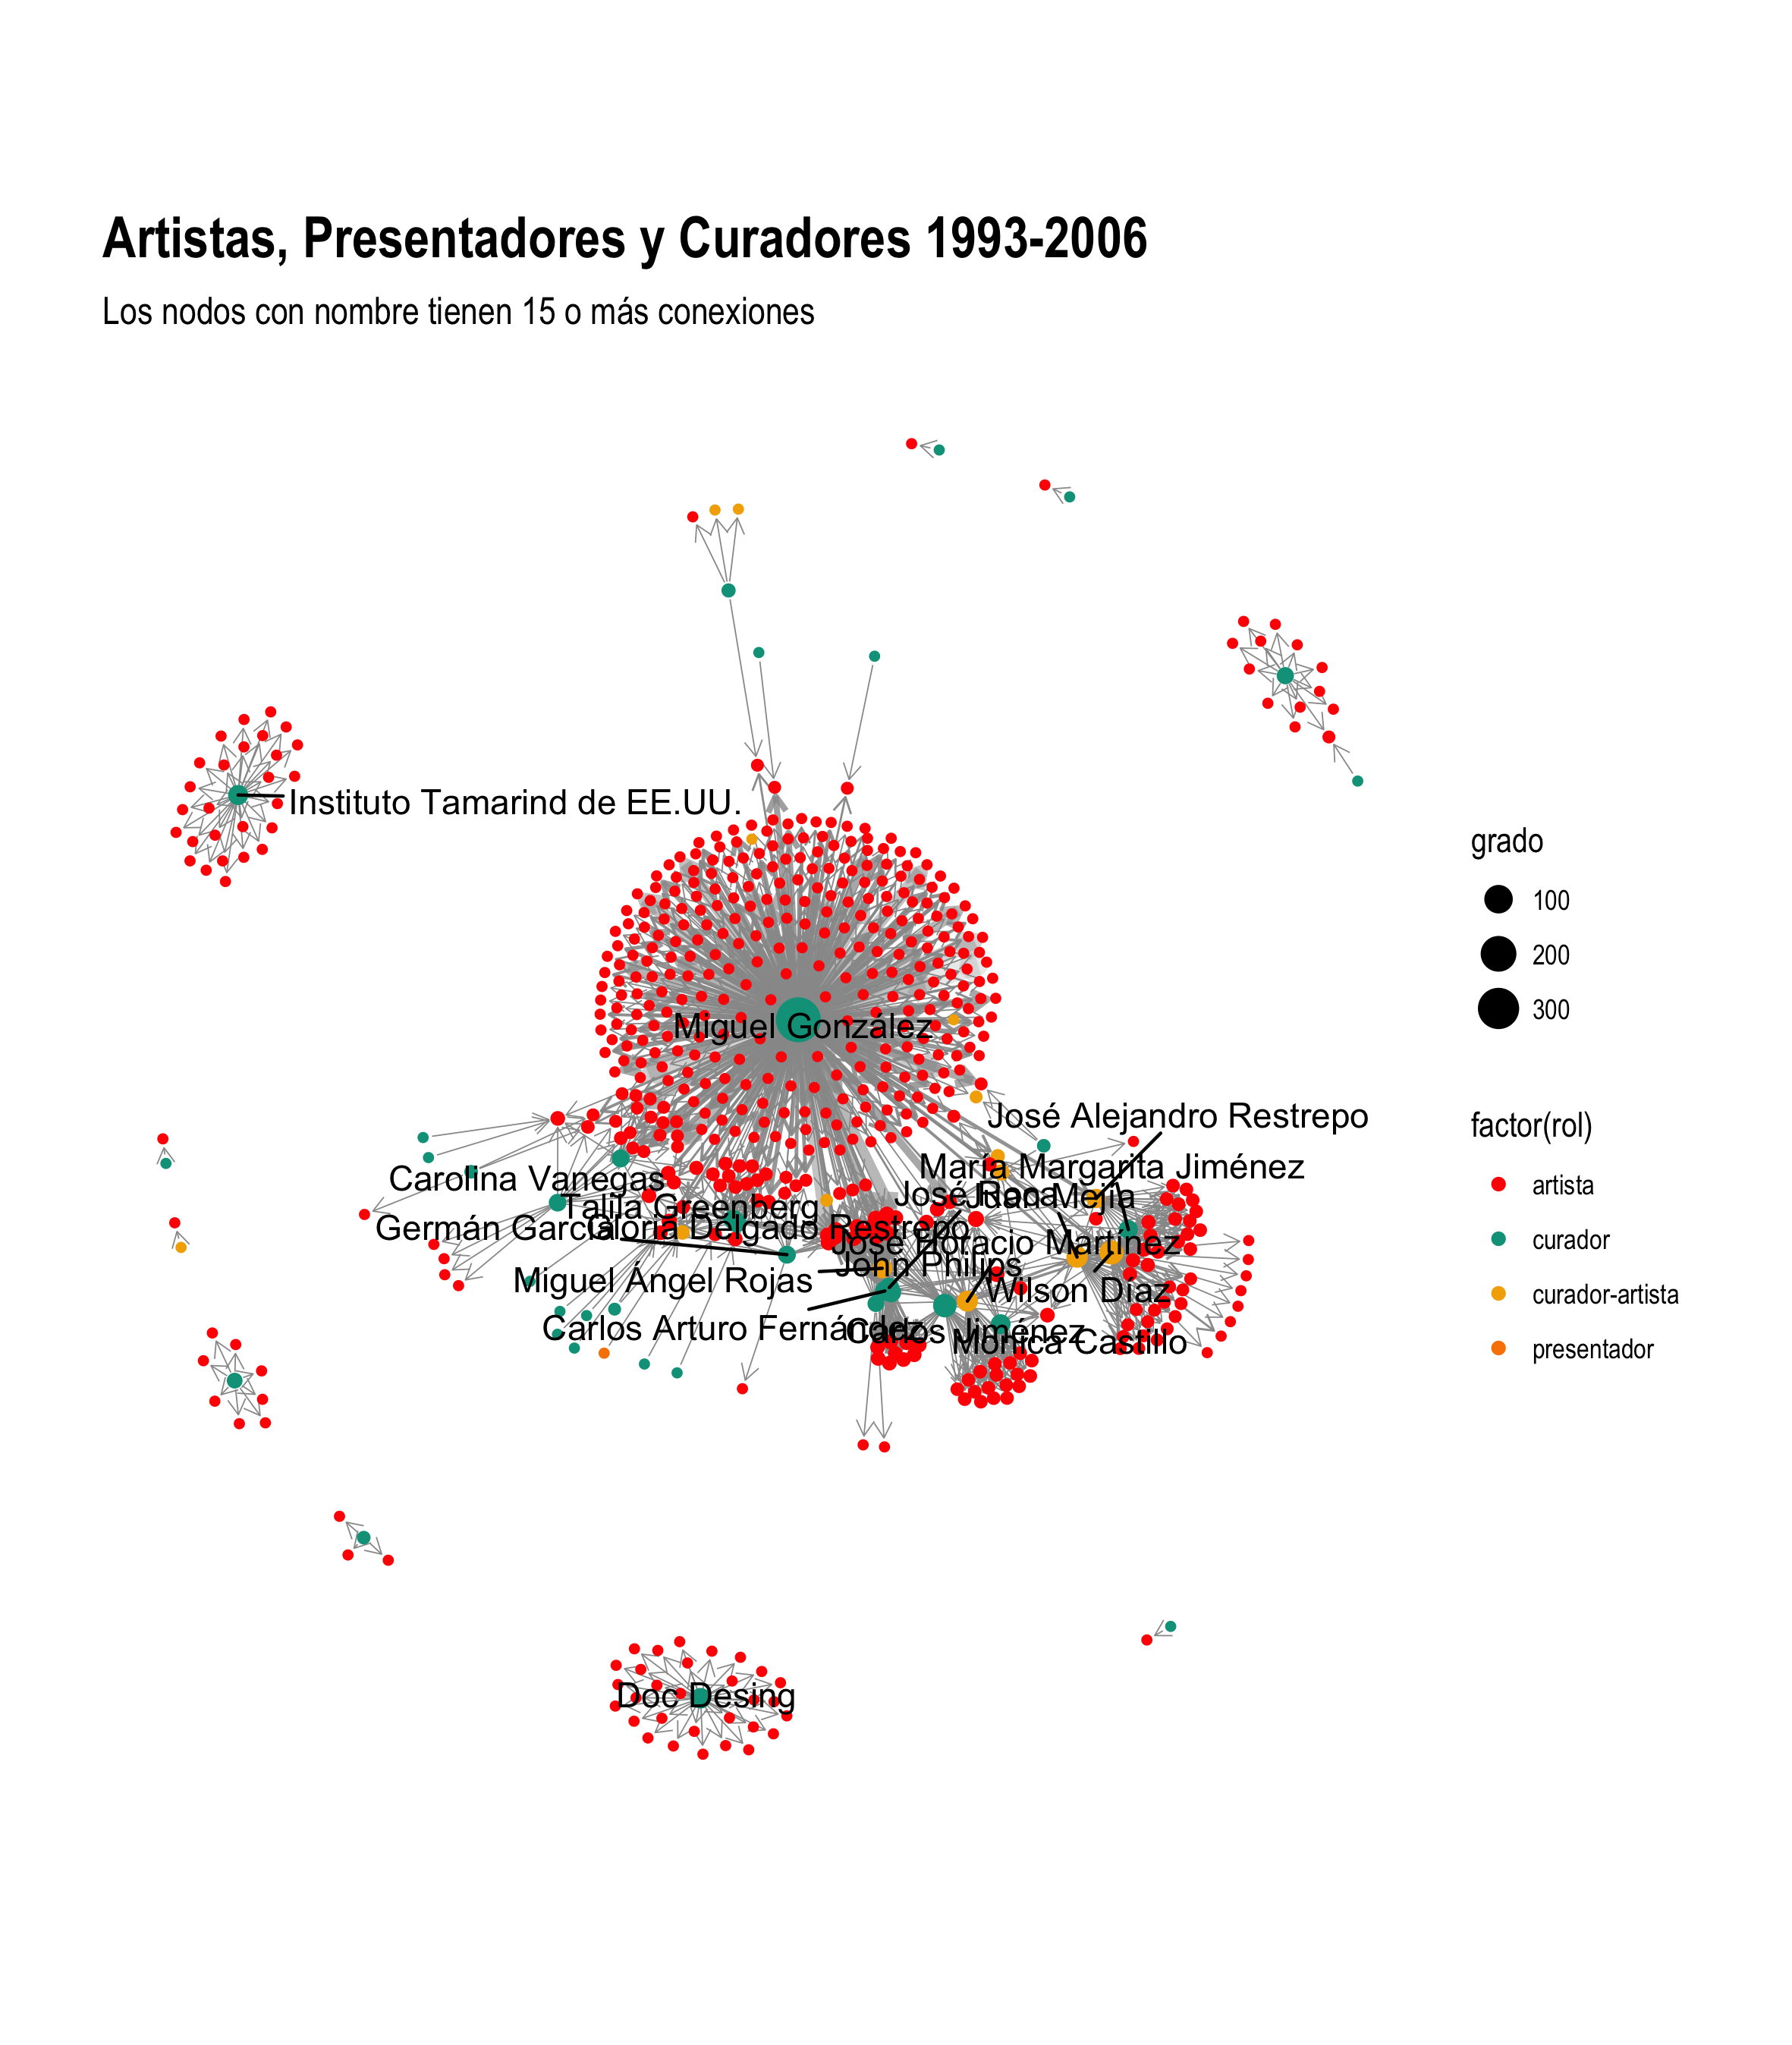 Artistas, Presentadores y Curadores 1993-2006
Los nodos con nombre tienen 15 o más conexiones
Instituto Tamarind de EE.UU.
grado
100
200
300
Miguel González
José Alejandro Restrepo
factor(rol)
María Margarita Jiménez
Carolina Vanegas
artista
José Roca
Juan Mejía
Talila Greenberg
Germán García
Gloria Delgado Restrepo
José Horacio Martínez
curador
John Philips
Miguel Ángel Rojas
Wilson Díaz
curador-artista
Carlos Arturo Fernández
Carlos Jiménez
Mónica Castillo
presentador
Doc Desing